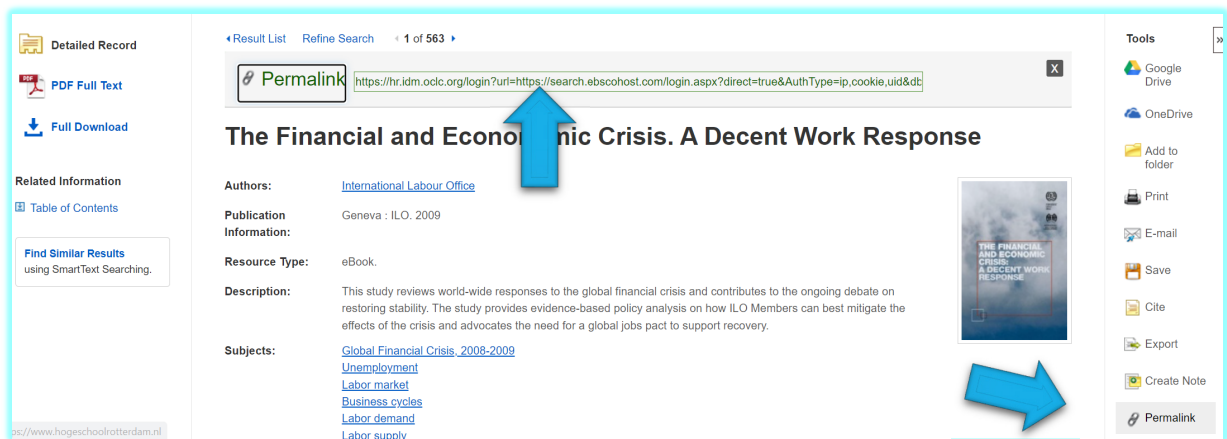 Detailed Record
PDF Full Text
Full Download
Related Information
Table of Contents
Find Similar Results
using SmartText Searching.
Result List Refine Search 1 of 563
Permalink https://hr.idm.oclc.org/login?url=https://search.ebscohost.com/login.aspx?direct=true&AuthType=ip,cookie,uid&db
X
The Financial and Econo mic Crisis. A Decent Work Response
Authors: International Labour Office
Publication Geneva : ILO. 2009
Information:
Resource Type: eBook.
Description: This study reviews world-wide responses to the global financial crisis and contributes to the ongoing debate on
restoring stability. The study provides evidence-based policy analysis on how ILO Members can best mitigate the
effects of the crisis and advocates the need for a global jobs pact to support recovery.
Subjects: Global Financial Crisis, 2008-2009
Unemployment
Labor market
Business cycles
Labor demand
Labor supply
THE FINANCIAL
AND ECONOMIC
CRISIS:
A DECENT WORK
RESPONSE
Tools »
Google
Drive
OneDrive
Add to
folder
Print
E-mail
Save
Cite
Export
Create Note
Permalink
ps://www.hogeschoolrotterdam.nl